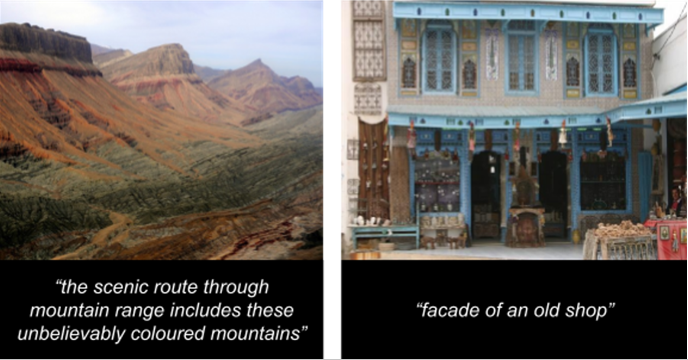 “the scenic route through
mountain range includes these
unbelievably coloured mountains”
“facade of an old shop”